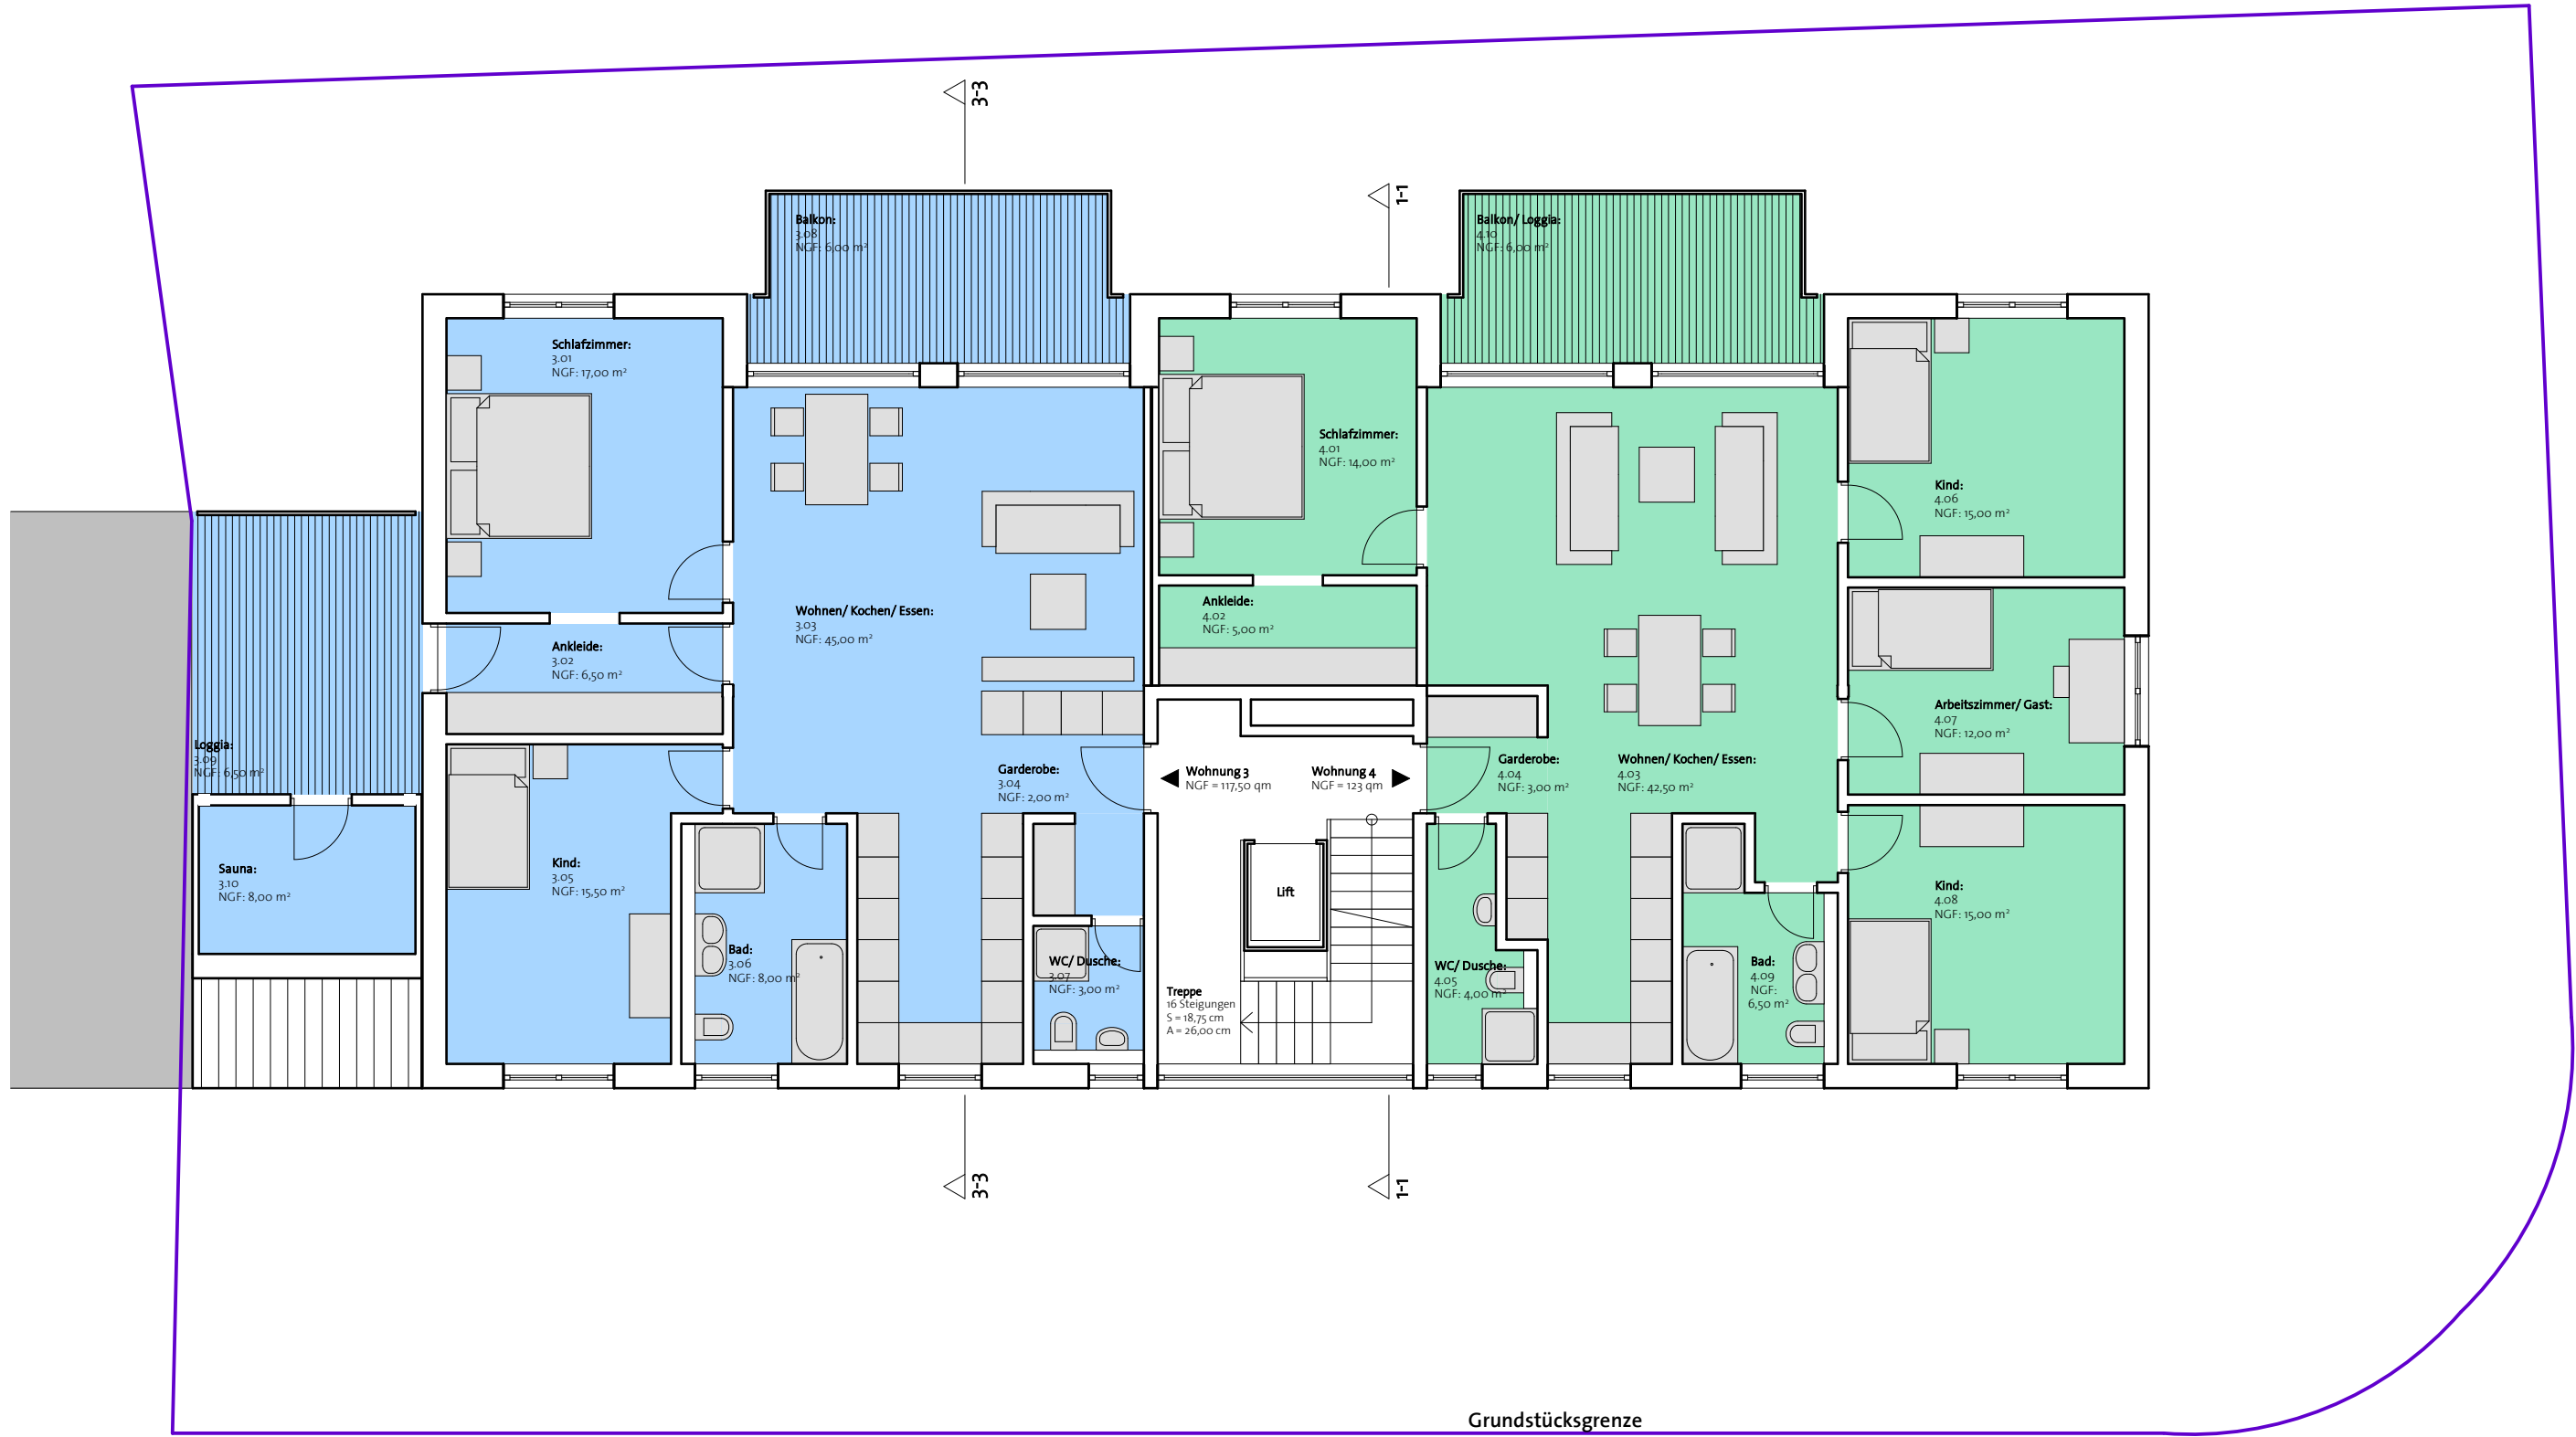 3-3
1-1
Balkon:
3.08
NGF: 6,00 m²
Balkon/ Loggia:
4.10
NGF: 6,00 m²
Schlafzimmer:
3.01
NGF: 17,00 m²
Schlafzimmer:
4.01
NGF: 14,00 m²
Kind:
4.06
NGF: 15,00 m²
Wohnen/ Kochen/ Essen:
3.03
NGF: 45,00 m²
Ankleide:
4.02
NGF: 5,00 m²
Ankleide:
3.02
NGF: 6,50 m²
Arbeitszimmer/ Gast:
4.07
NGF: 12,00 m²
Loggia:
3.09
NGF: 6,50 m²
Garderobe:
3.04
NGF: 2,00 m²
Wohnung 3
NGF = 117,50 qm
Wohnung 4
NGF = 123 qm
Garderobe:
4.04
NGF: 3,00 m²
Wohnen/ Kochen/ Essen:
4.03
NGF: 42,50 m²
Sauna:
3.10
NGF: 8,00 m²
Kind:
3.05
NGF: 15,50 m²
Lift
Kind:
4.08
NGF: 15,00 m²
Bad:
3.06
NGF: 8,00 m²
WC/ Dusche:
3.07
NGF: 3,00 m²
Treppe
16 Steigungen
S = 18,75 cm
A = 26,00 cm
WC/ Dusche:
4.05
NGF: 4,00 m²
Bad:
4.09
NGF:
6,50 m²
3-3
1-1
Grundstücksgrenze